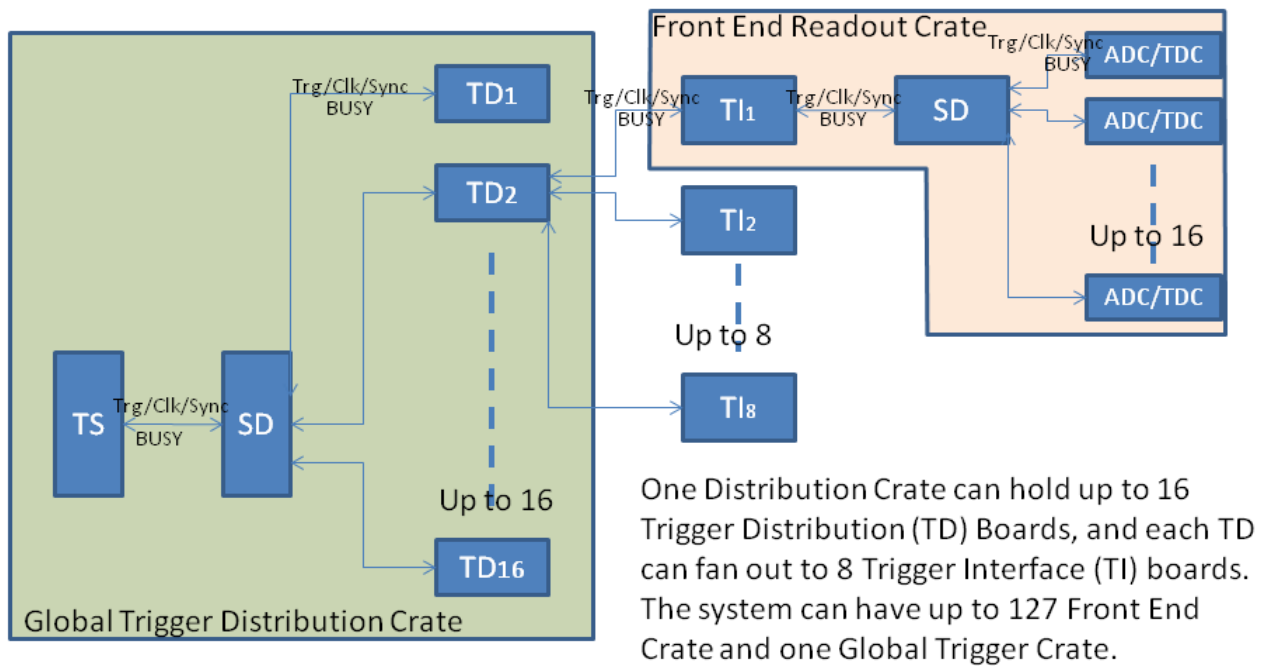 Front End Readout Crate
Trg/Clk/Sync
BUSY
ADC/TDC
Trg/Clk/Sync
BUSY
TD1
Trg/Clk/Sync
BUSY
TI1
Trg/Clk/Sync
BUSY
SD
ADC/TDC
TD2
TI2
Up to 16
ADC/TDC
Up to 8
TS
Trg/Clk/Sync
BUSY
SD
TI8
Up to 16
TD16
Global Trigger Distribution Crate
One Distribution Crate can hold up to 16
Trigger Distribution (TD) Boards, and each TD
can fan out to 8 Trigger Interface (TI) boards.
The system can have up to 127 Front End
Crate and one Global Trigger Crate.